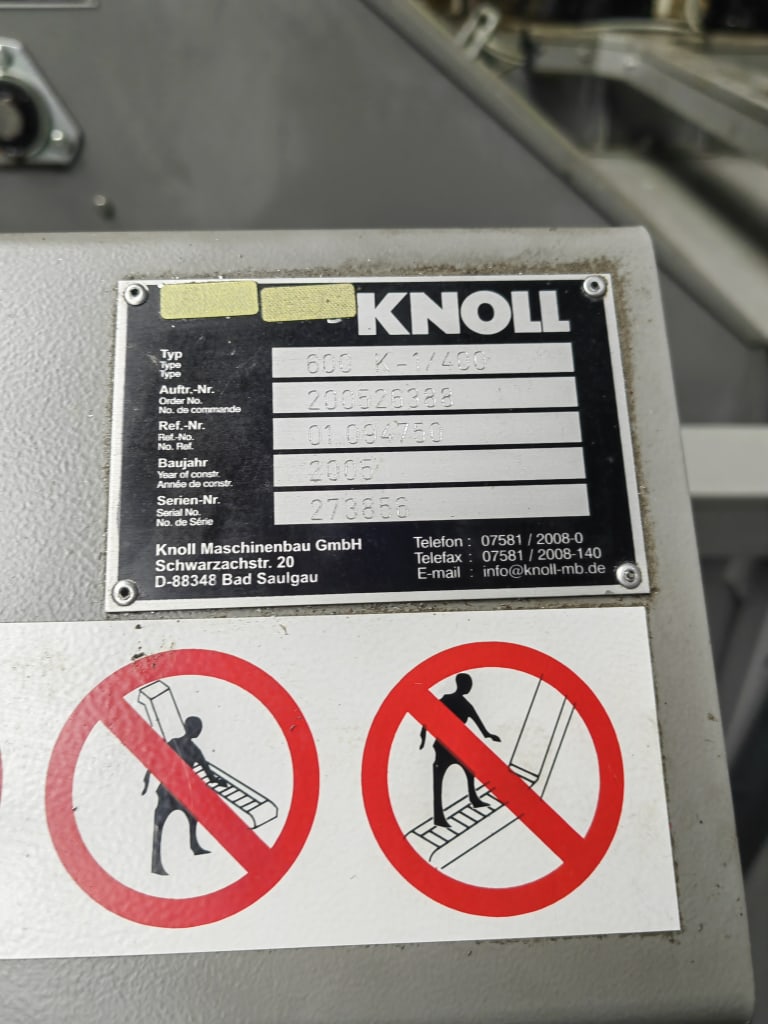 KNOLL
Typ 600 K-1/400
Type
Type
Auftr.-Nr. 200526388
Order No.
No. de commande
Ref.-Nr. 01.094750
Ref.-No.
No. Ref.
Baujahr 2005
Year of constr.
Année de constr.
Serien-Nr. 273856
Serial No.
No. de Série
Knoll Maschinenbau GmbH
Schwarzachstr. 20
D-88348 Bad Saulgau
Telefon : 07581 / 2008-0
Telefax : 07581 / 2008-140
E-mail : info@knoll-mb.de